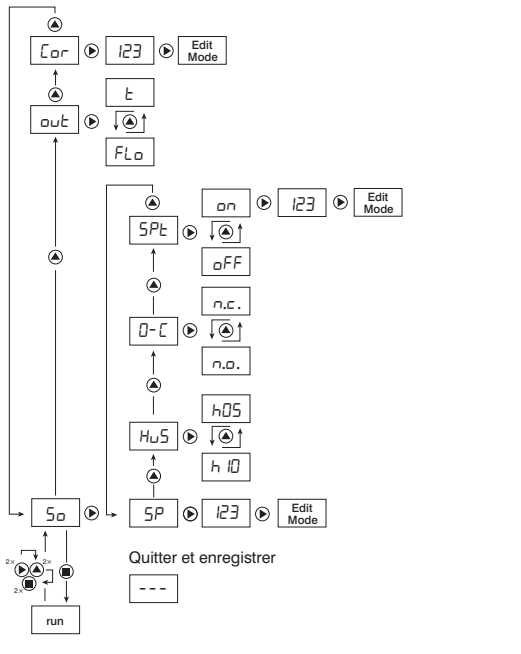 Cor 123 Edit Mode
out t
FLo
on 123 Edit Mode
SPt
oFF
n.c.
O-C
n.o.
h05
HuS
h 10
So SP 123 Edit Mode
2× 2×
2×
Quitter et enregistrer
run
---